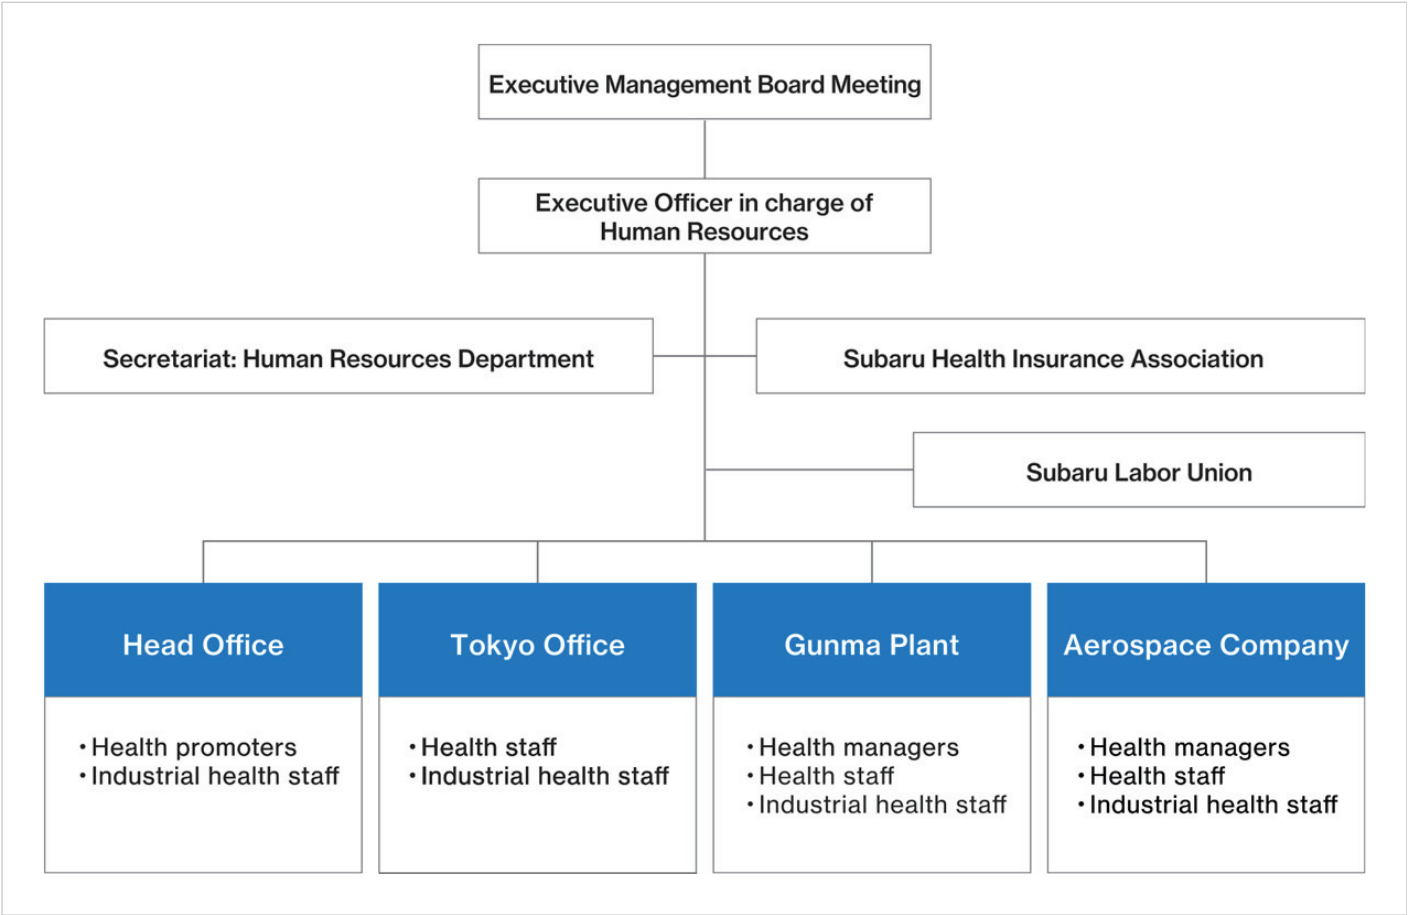 Executive Management Board Meeting
Executive Officer in charge of
Human Resources
Secretariat: Human Resources Department
Subaru Health Insurance Association
Subaru Labor Union
Head Office
・Health promoters
・Industrial health staff
Tokyo Office
・Health staff
・Industrial health staff
Gunma Plant
・Health managers
・Health staff
・Industrial health staff
Aerospace Company
・Health managers
・Health staff
・Industrial health staff